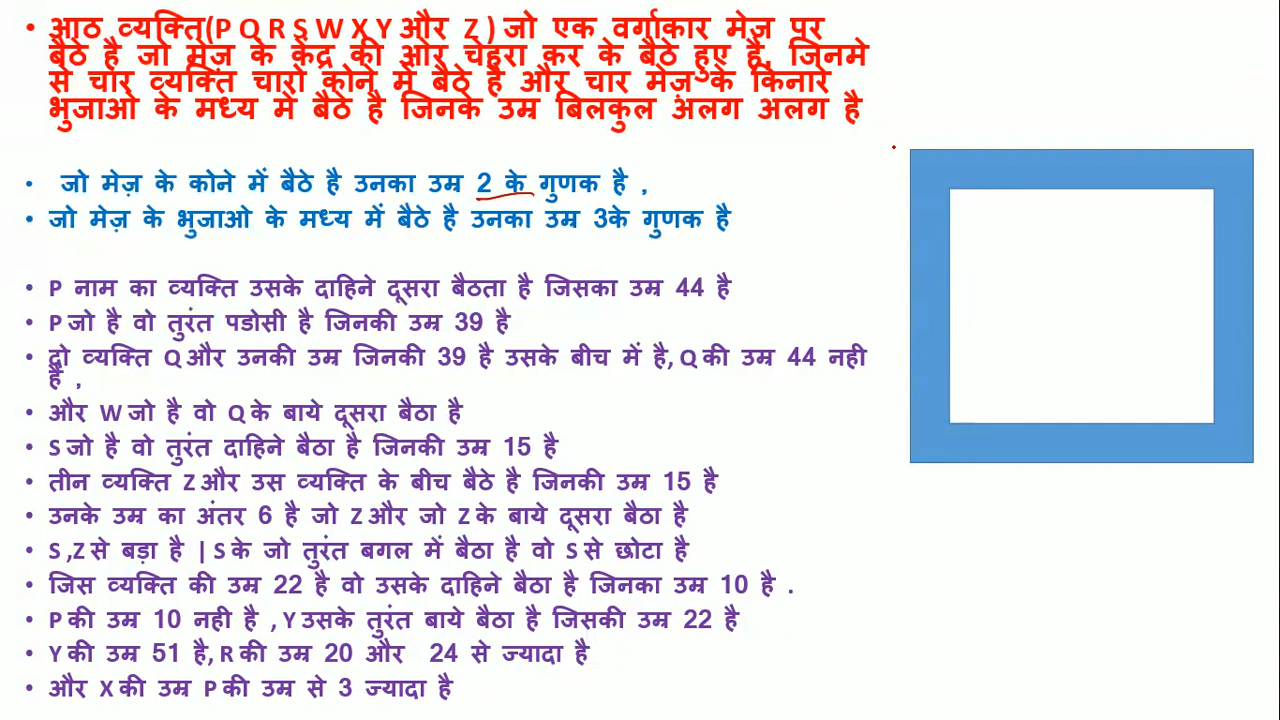 • आठ व्यक्ति(P Q R S W X Y और Z ) जो एक वर्गाकार मेज़ पर
बैठे है जो मेज़ के केंद्र की ओर चेहरा कर के बैठे हुए है, जिनमे
से चार व्यक्ति चारो कोने में बैठे है और चार मेज़ के किनारे
भुजाओ के मध्य में बैठे है जिनके उम्र बिलकुल अलग अलग है
• जो मेज़ के कोने में बैठे है उनका उम्र 2 के गुणक है ,
• जो मेज़ के भुजाओ के मध्य में बैठे है उनका उम्र 3के गुणक है
• P नाम का व्यक्ति उसके दाहिने दूसरा बैठता है जिसका उम्र 44 है
• P जो है वो तुरंत पडोसी है जिनकी उम्र 39 है
• दो व्यक्ति Q और उनकी उम्र जिनकी 39 है उसके बीच में है, Q की उम्र 44 नही
है ,
• और W जो है वो Q के बाये दूसरा बैठा है
• S जो है वो तुरंत दाहिने बैठा है जिनकी उम्र 15 है
• तीन व्यक्ति Z और उस व्यक्ति के बीच बैठे है जिनकी उम्र 15 है
• उनके उम्र का अंतर 6 है जो Z और जो Z के बाये दूसरा बैठा है
• S ,Z से बड़ा है | S के जो तुरंत बगल में बैठा है वो S से छोटा है
• जिस व्यक्ति की उम्र 22 है वो उसके दाहिने बैठा है जिनका उम्र 10 है .
• P की उम्र 10 नही है , Y उसके तुरंत बाये बैठा है जिसकी उम्र 22 है
• Y की उम्र 51 है, R की उम्र 20 और 24 से ज्यादा है
• और X की उम्र P की उम्र से 3 ज्यादा है